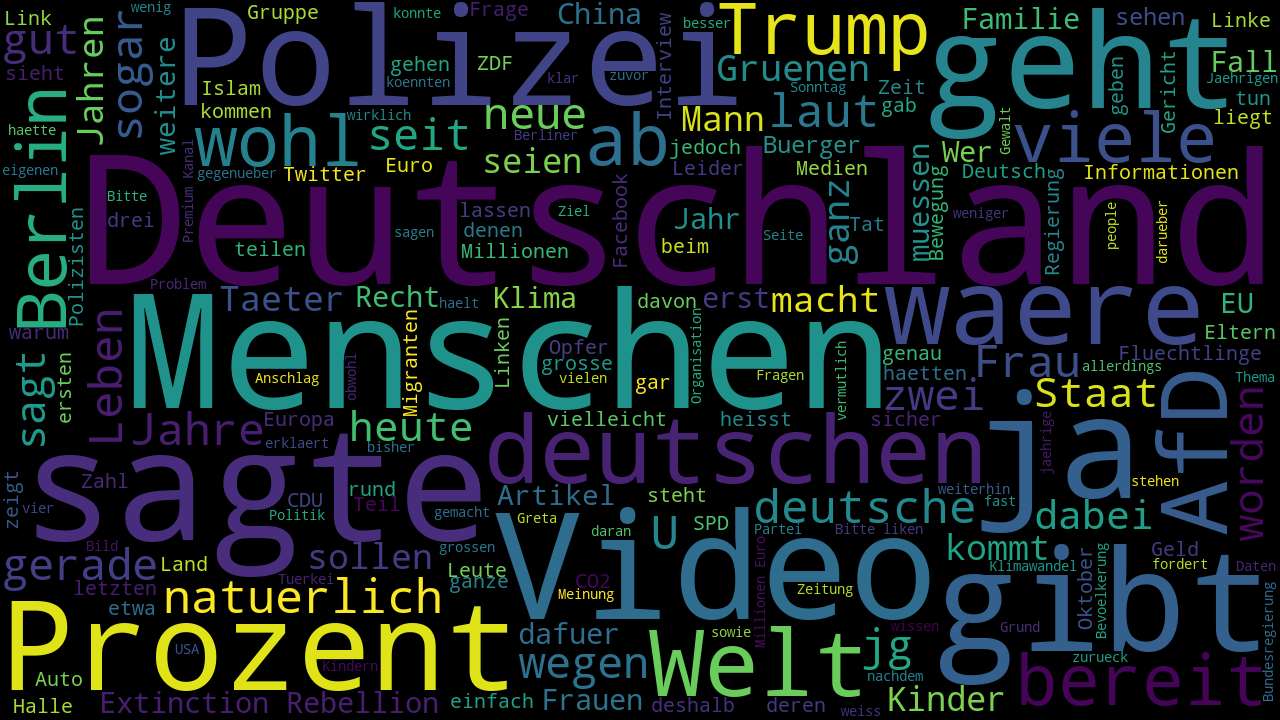 Link
wenig
Gruppe
konnte
Frage
China
besser
Trump
Familie
sehen
Linke
gut
Jahren
sogar
Polizei
gehen
ZDF
klar
zuvor
koennten
Interview
Gruenen
Sonntag
Zeit
geht
geben
Gericht
Fall
Jaehrigen
sieht
weitere
Islam
kommen
wirklich
neue
Berliner
ab
Mann
laut
gab
Gewalt
viele
tun
liegt
haette
Berlin
wohl
seit
seien
jedoch
Buerger
Wer
eigenen
gegenueber
Twitter
Euro
Leider
Medien
Deutsch
Informationen
Deutschland
Bitte
drei
Premium Kanal
teilen
sagen
lassen
denen
Millionen
Ziel
Facebook
Jahr
beim
Seite
ganz
Tat
muessen
Bewegung
weniger
Regierung
people
darueber
Polizisten
Problem
warum
Taeter
Recht
haelt
Klima
davon
erst
macht
waere
EU
Eltern
Menschen
sagt
ersten
Leben
Anschlag
obwohl
Migranten
Linken
Opfer
grosse
vielen
gar
Organisation
Fragen
vermutlich
genau
haetten
zwei
Frau
allerdings
Fluechtlinge
Thema
Staat
AfD
worden
Jahre
Europa
erklaert
heute
bisher
vielleicht
heisst
sicher
jaehrige
ja
sagte
deutschen
stehen
zeigt
vier
Zahl
CDU
Politik
rund
Teil
gemacht
Artikel
steht
deutsche
weiterhin
fast
dabei
Bild
Greta
daran
U
SPD
Partei
Bitte liken
gerade
Land
letzten
sollen
grossen
Leute
ganze
Video
CO2
Meinung
Millionen Euro
Zeitung
kommt
Klimawandel
Oktober
Bevoelkerung
Geld
fordert
Daten
Tuerkei
etwa
natuerlich
Prozent
USA
Kindern
dafuer
wegen
sowie
Welt
jg
wissen
nachdem
gibt
Grund
zurueck
Bundesregierung
Auto
Halle
Extinction Rebellion
einfach
Frauen
deshalb
deren
weiss
Kinder
bereit